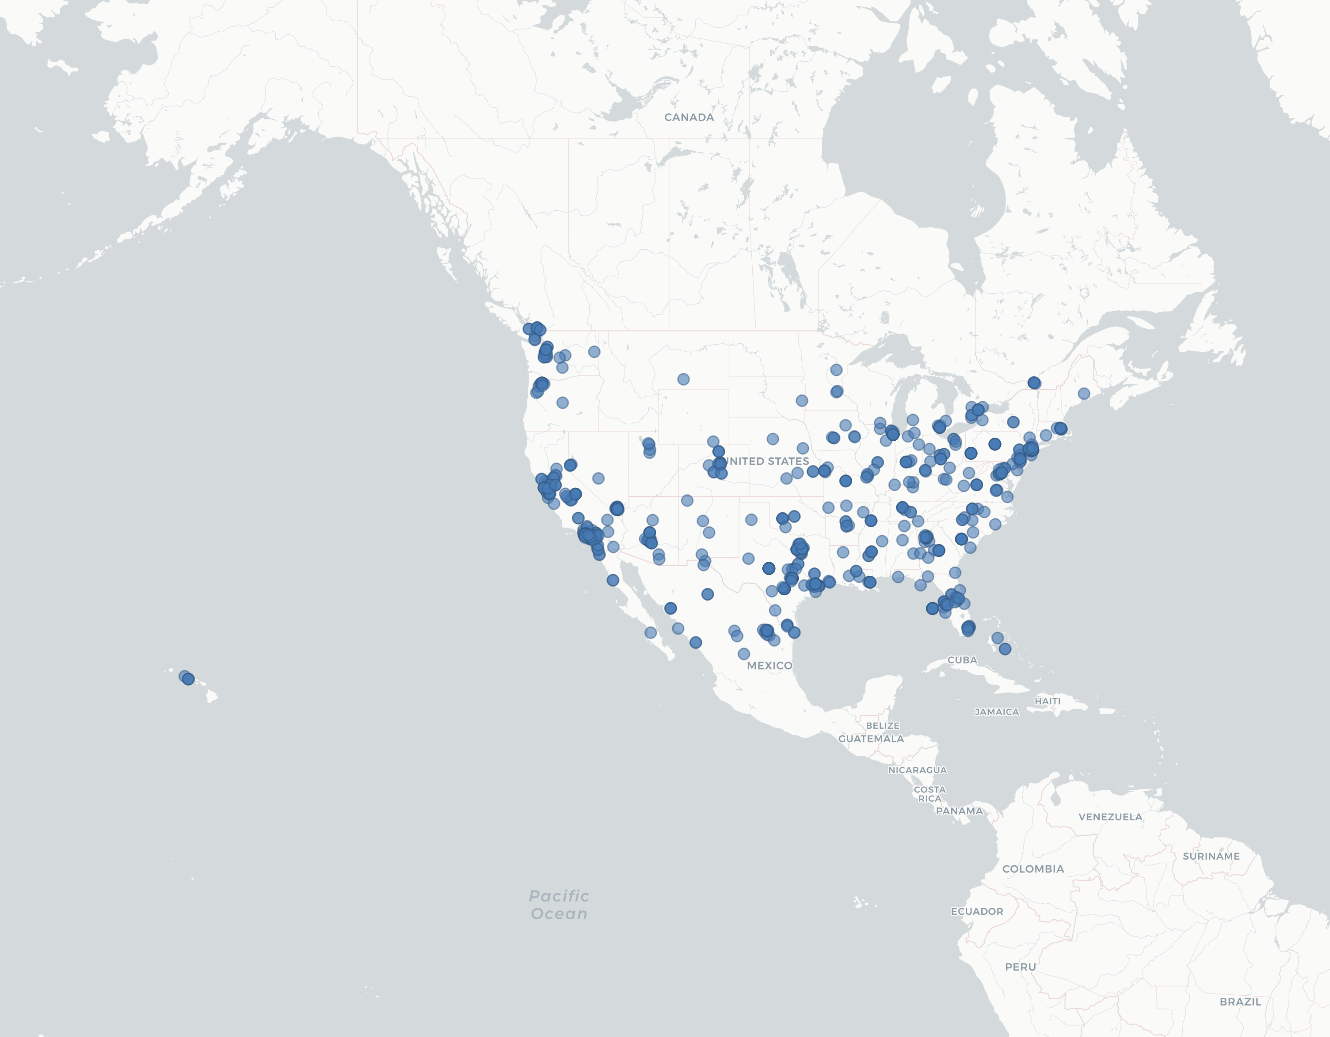 CANADA
UNITED STATES
MEXICO
CUBA
HAITI
JAMAICA
BELIZE
GUATEMALA
NICARAGUA
COSTA
RICA
PANAMA
VENEZUELA
SURINAME
COLOMBIA
Pacific
Ocean
ECUADOR
PERU
BRAZIL